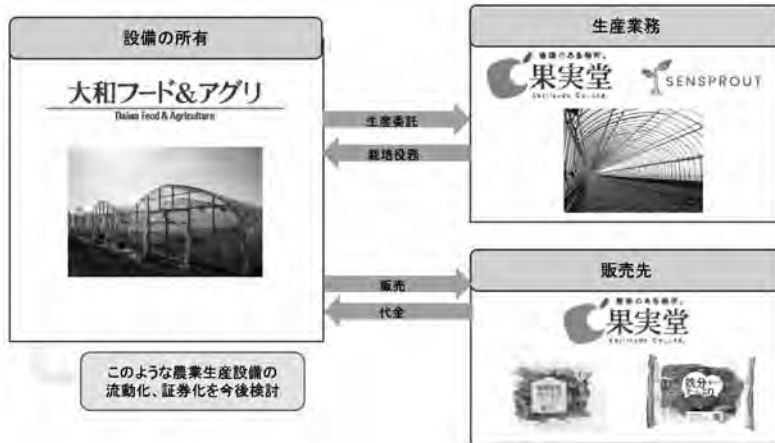 設備の所有
大和フード&アグリ
Daiwa Food & Agriculture
このような農業生産設備の
流動化、証券化を今後検討
生産委託
栽培役務
販売
代金
生産業務
果実堂
SENSPROUT
販売先
果実堂
鉄分